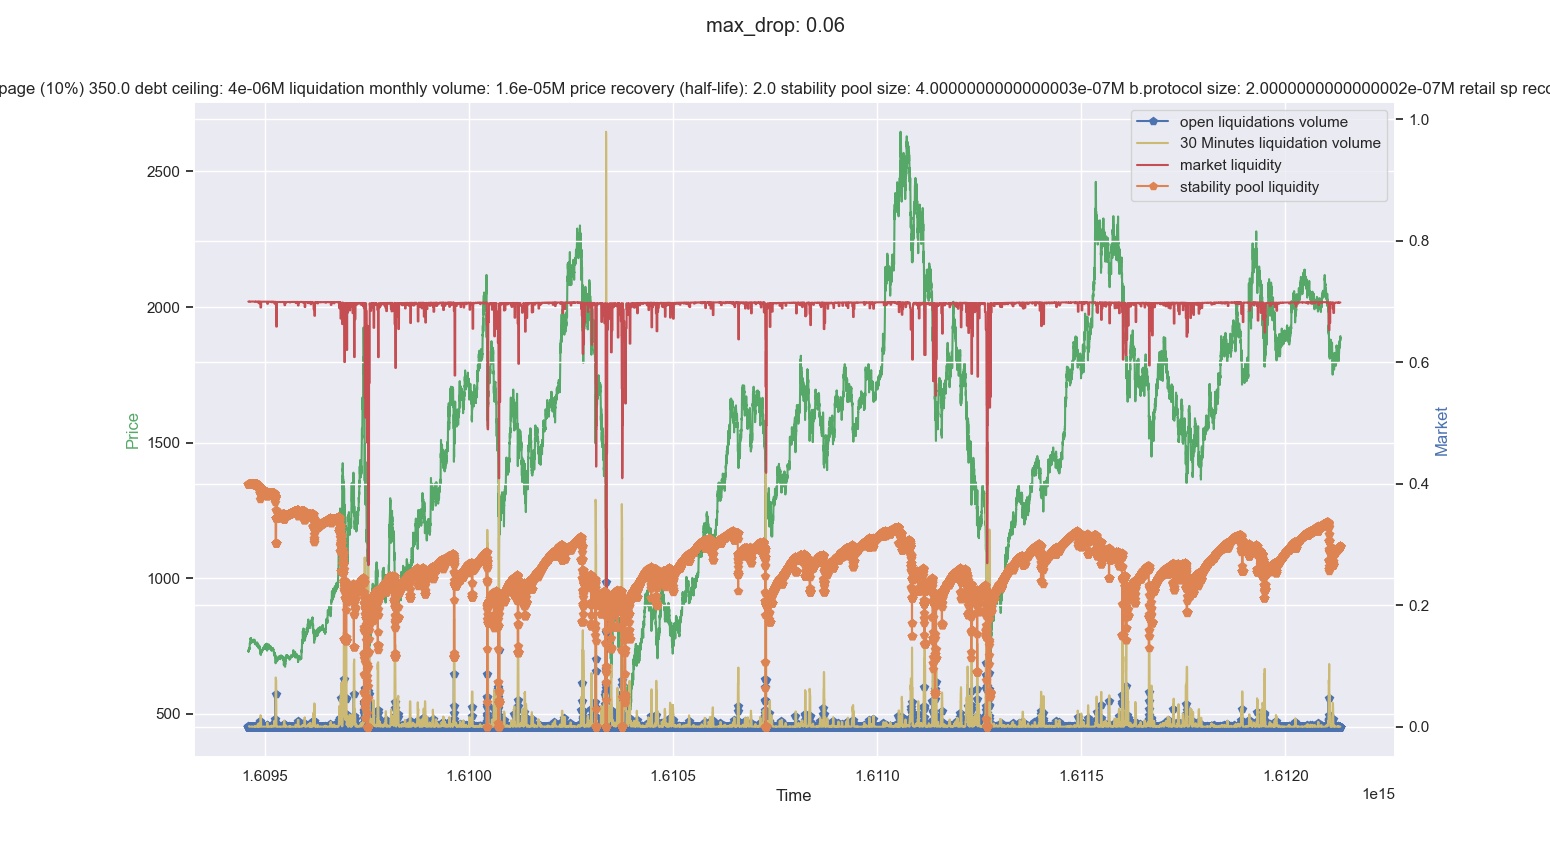 max_drop: 0.06
page (10%) 350.0 debt ceiling: 4e-06M liquidation monthly volume: 1.6e-05M price recovery (half-life): 2.0 stability pool size: 4.0000000000000003e-07M b.protocol size: 2.0000000000000002e-07M retail sp reco
open liquidations volume
30 Minutes liquidation volume
market liquidity
stability pool liquidity
2500
2000
1500
1000
500
Price
1.0
0.8
0.6
0.4
0.2
0.0
Market
1.6095 1.6100 1.6105 1.6110 1.6115 1.6120
Time
1e15